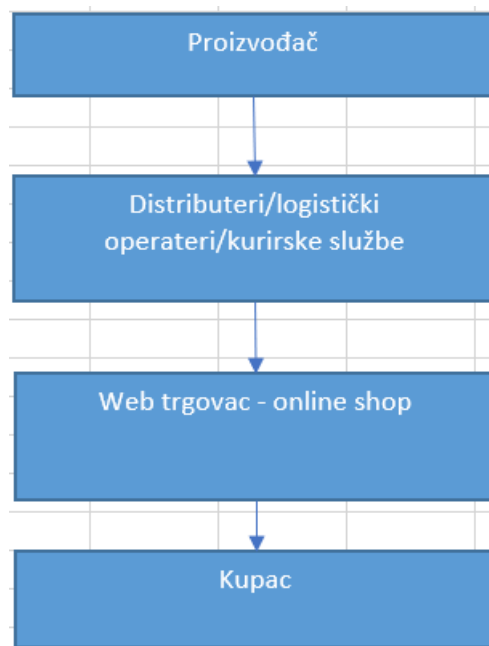 Proizvođač
Distributeri/logistički
operateri/kurirske službe
Web trgovac - online shop
Kupac